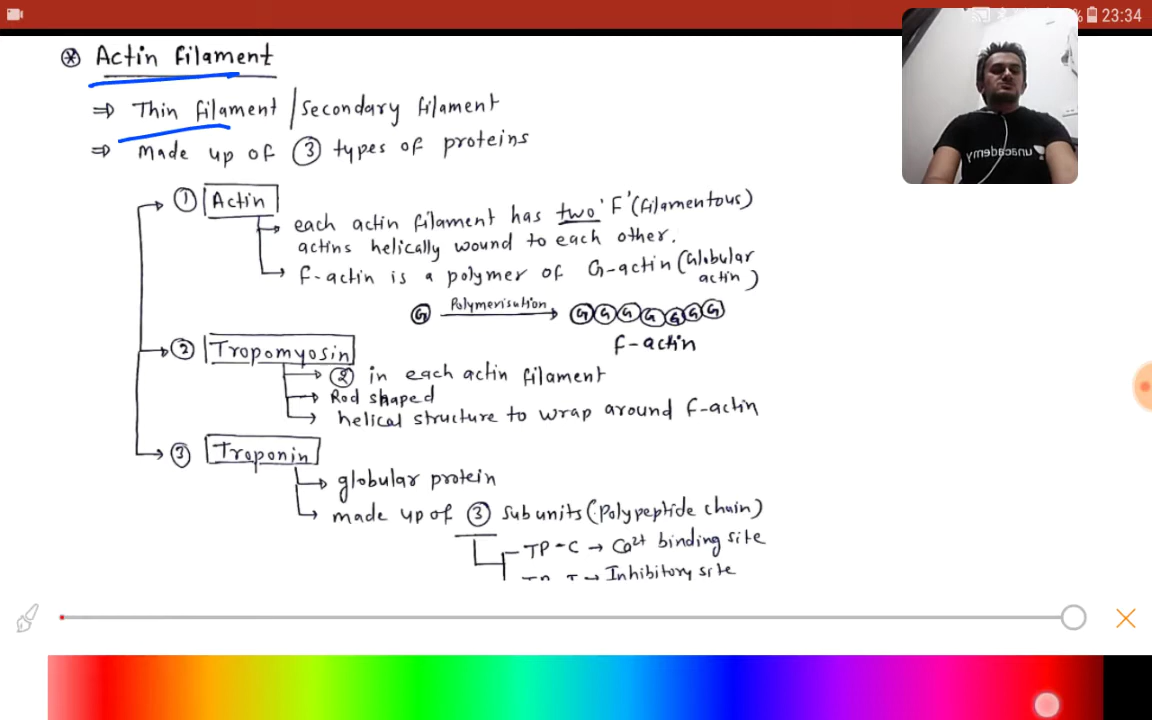 23:34
⊛ Actin filament
⇒ Thin filament / secondary filament
⇒ Made up of ③ types of proteins
① Actin
each actin filament has two 'F' (filamentous)
actins helically wound to each other.
f-actin is a polymer of G-actin (Globular
actin)
G Polymerisution → G G G G G G G
f-actin
② Tropomyosin
② in each actin filament
Rod shaped
helical structure to wrap around f-actin
③ Troponin
globular protein
made up of ③ subunits (polypeptide chain)
TP-C → Ca2+ binding site
Inhibitory site
unacademy